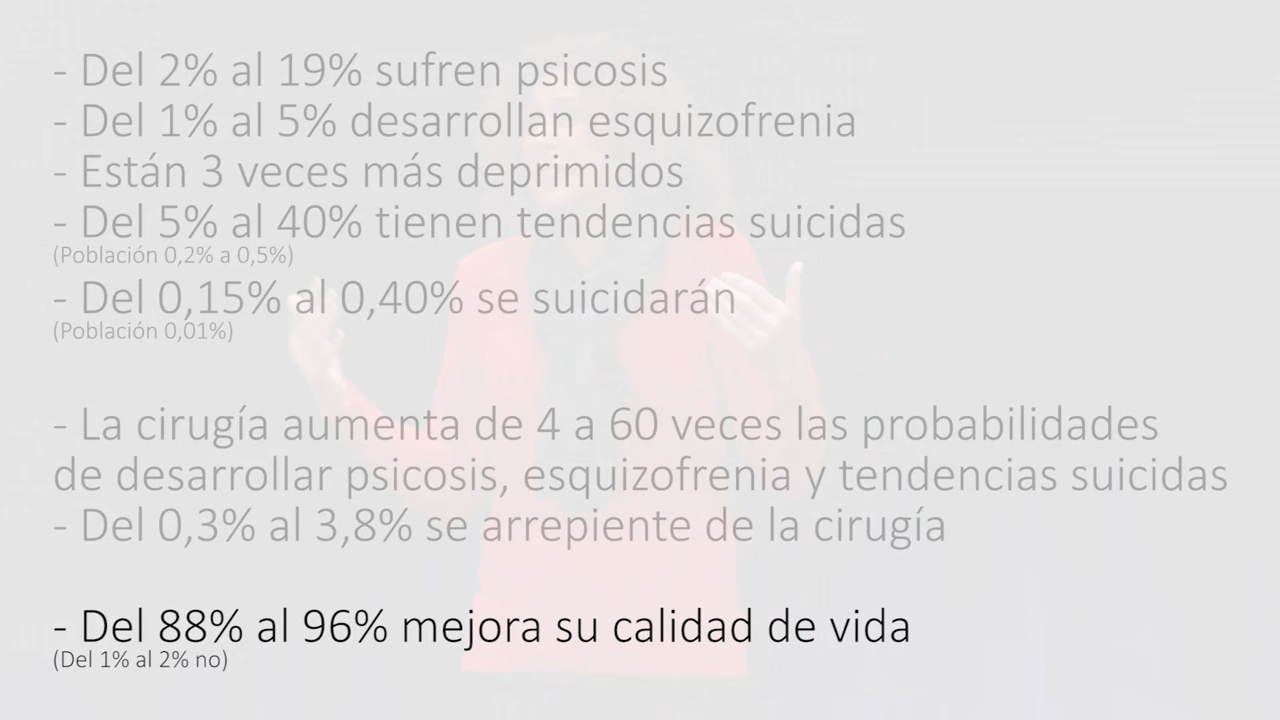 - Del 2% al 19% sufren psicosis
- Del 1% al 5% desarrollan esquizofrenia
- Están 3 veces más deprimidos
- Del 5% al 40% tienen tendencias suicidas
(Población 0,2% a 0,5%)
- Del 0,15% al 0,40% se suicidarán
(Población 0,01%)
- La cirugía aumenta de 4 a 60 veces las probabilidades
de desarrollar psicosis, esquizofrenia y tendencias suicidas
- Del 0,3% al 3,8% se arrepiente de la cirugía
- Del 88% al 96% mejora su calidad de vida
(Del 1% al 2% no)